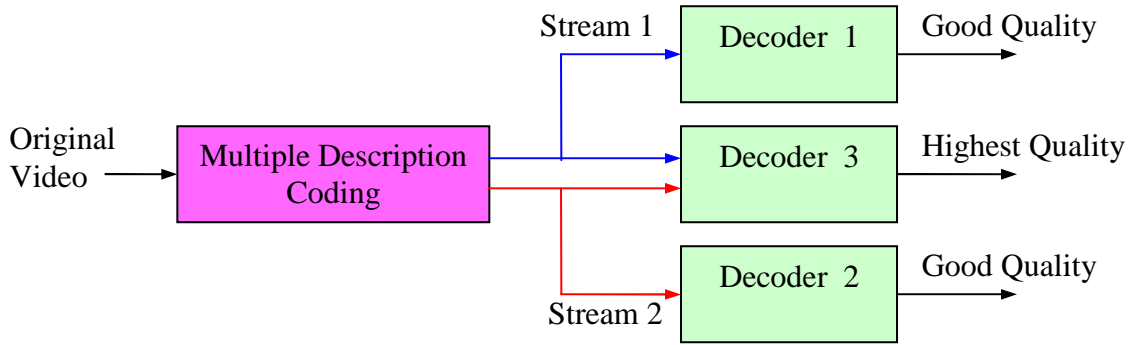 Stream 1
Decoder 1
Good Quality
Original
Video
Multiple Description
Coding
Decoder 3
Highest Quality
Decoder 2
Good Quality
Stream 2